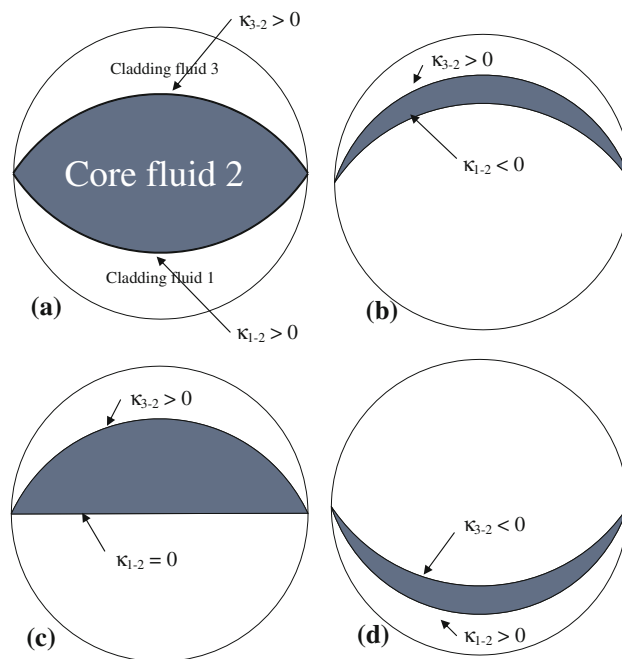 κ3-2 > 0
Cladding fluid 3
Core fluid 2
Cladding fluid 1
(a)
κ1-2 > 0
κ3-2 > 0
κ1-2 < 0
(b)
κ3-2 > 0
κ1-2 = 0
(c)
κ3-2 < 0
κ1-2 > 0
(d)